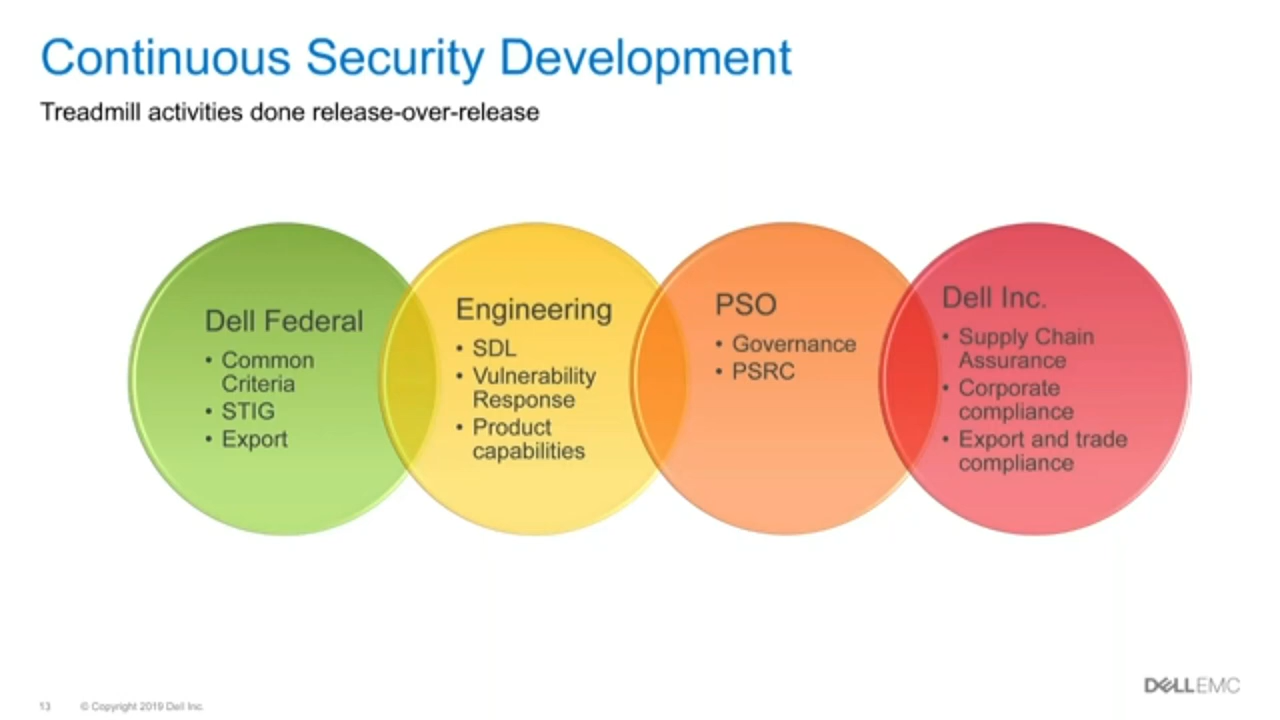 Continuous Security Development
Treadmill activities done release-over-release
Dell Federal
• Common
Criteria
• STIG
• Export
Engineering
• SDL
• Vulnerability
Response
• Product
capabilities
PSO
• Governance
• PSRC
Dell Inc.
• Supply Chain
Assurance
• Corporate
compliance
• Export and trade
compliance
13
© Copyright 2019 Dell Inc.
DELLEMC